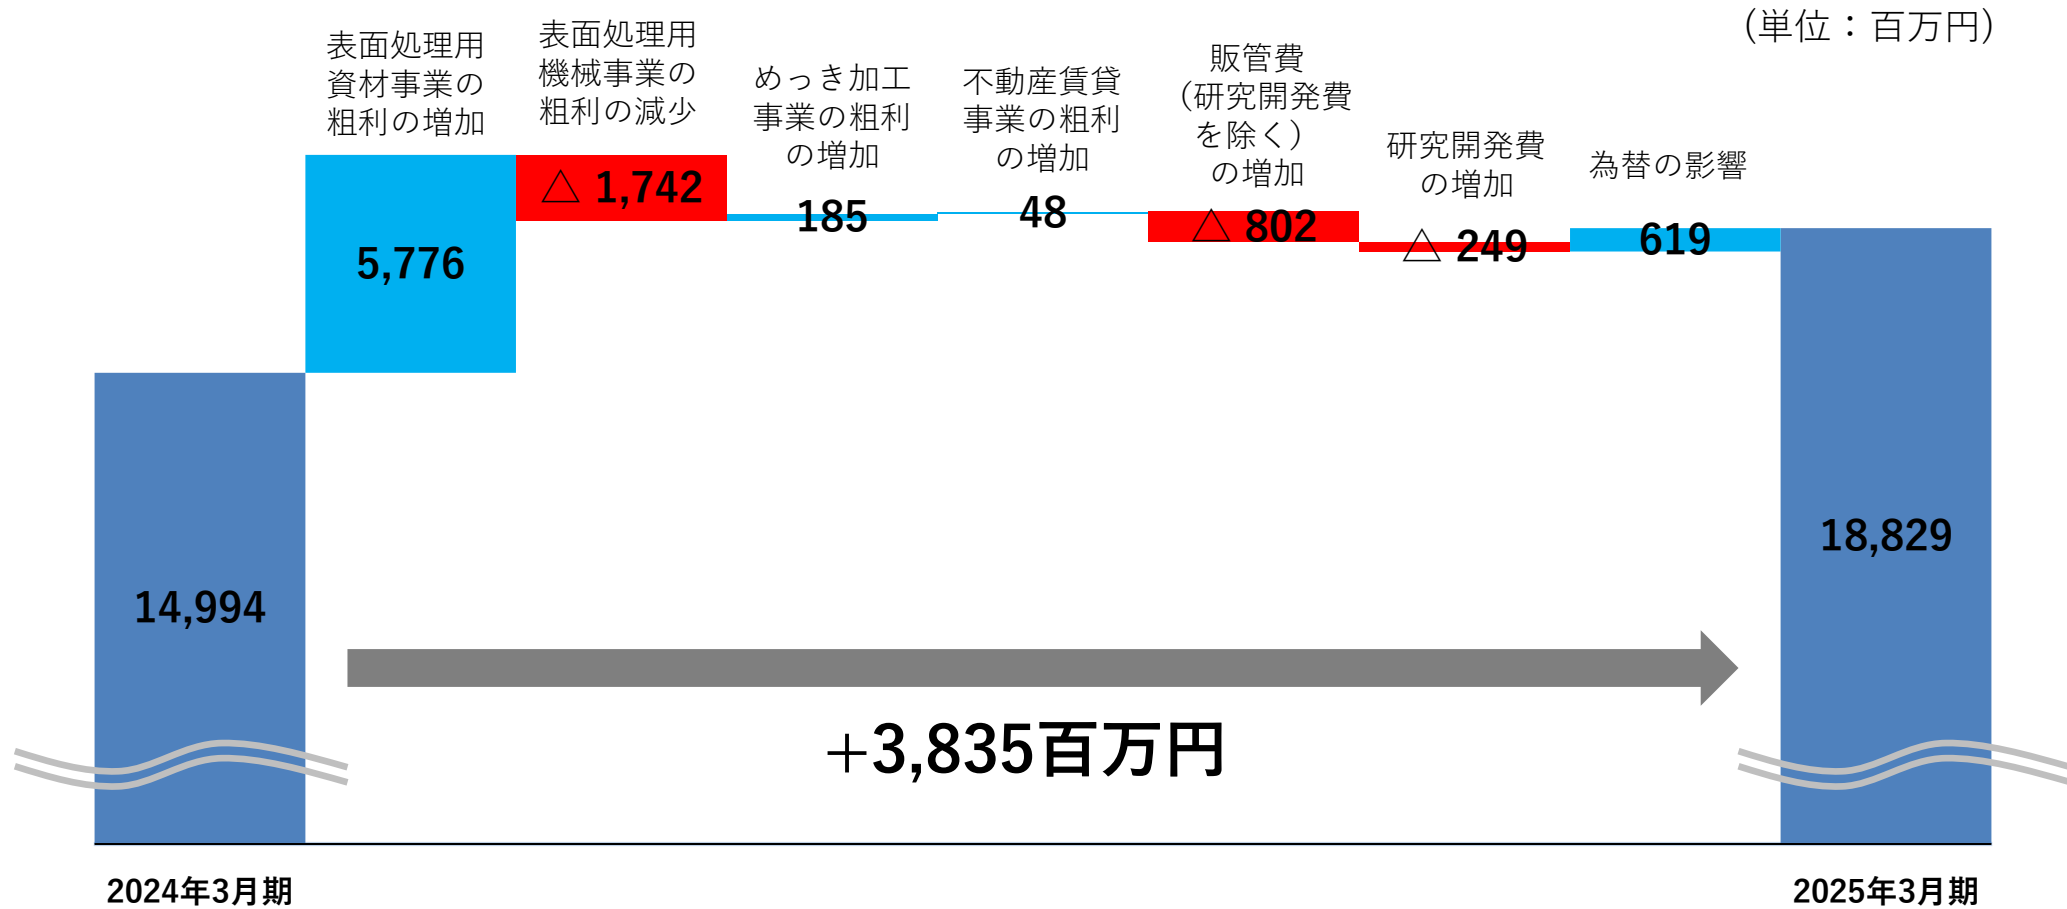 (単位：百万円)
表面処理用
資材事業の
粗利の増加
表面処理用
機械事業の
粗利の減少
めっき加工
事業の粗利
の増加
不動産賃貸
事業の粗利
の増加
販管費
（研究開発費
を除く）
の増加
研究開発費
の増加
為替の影響
14,994
5,776
△ 1,742
185
48
△ 802
△ 249
619
18,829
+3,835百万円
2024年3月期
2025年3月期